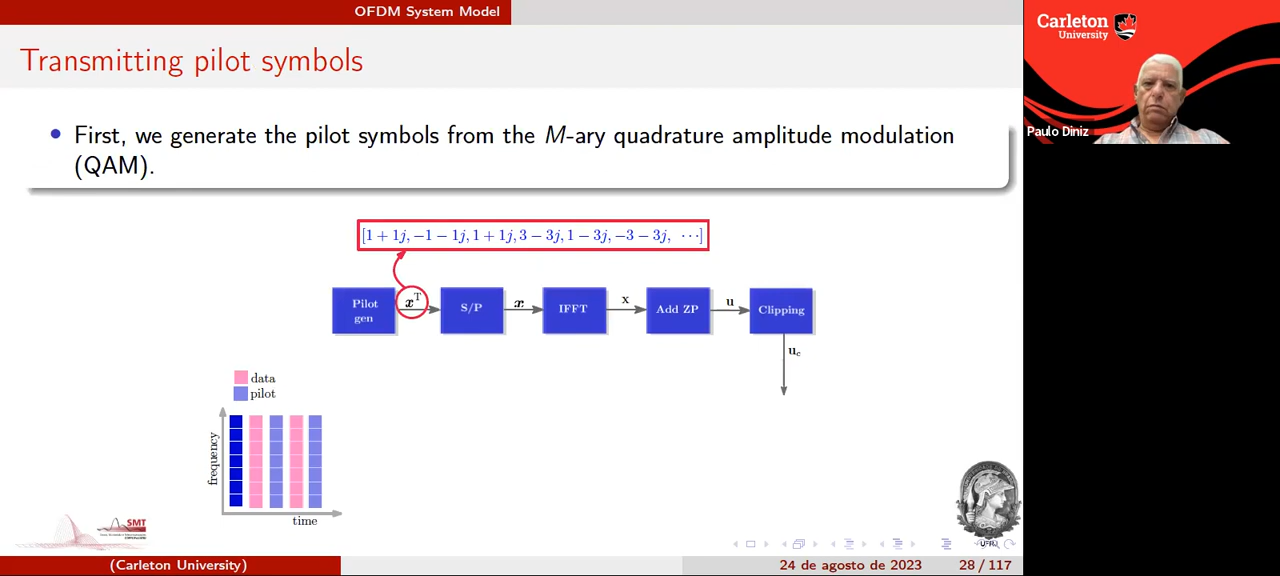 OFDM System Model
Transmitting pilot symbols
First, we generate the pilot symbols from the M-ary quadrature amplitude modulation
(QAM).
[1 + 1j, −1 − 1j, 1 + 1j, 3 − 3j, 1 − 3j, −3 − 3j, ⋯]
Pilot
gen
x^T
S/P
x
IFFT
x
Add ZP
u
Clipping
u_c
data
pilot
frequency
time
SMT
UFRJ
(Carleton University)
24 de agosto de 2023
28 / 117
Carleton
University
Paulo Diniz